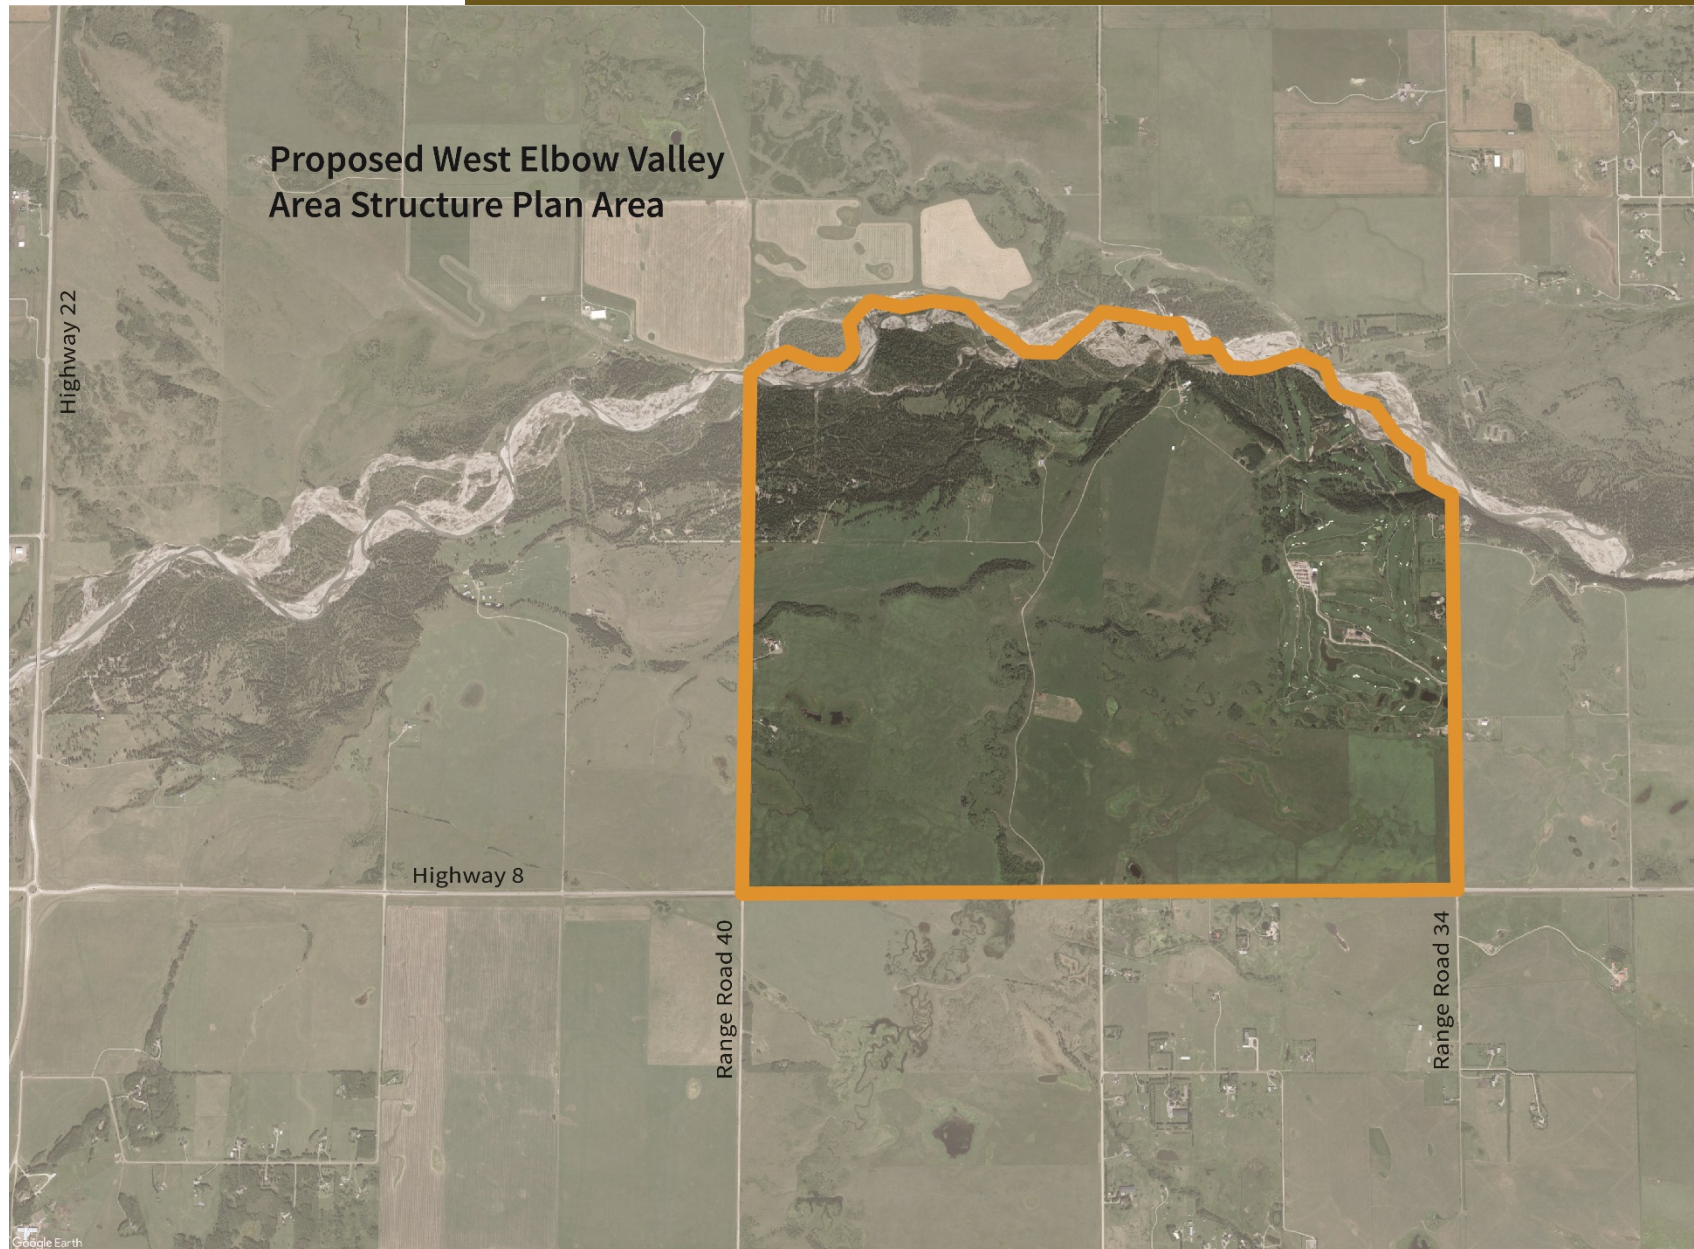 Proposed West Elbow Valley
Area Structure Plan Area
Highway 22
Highway 8
Range Road 40
Range Road 34
Google Earth